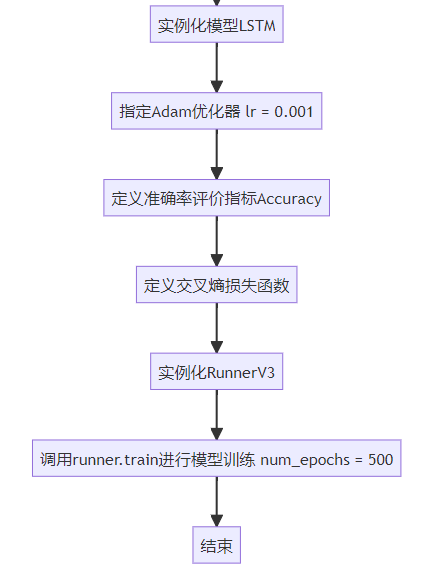 实例化模型LSTM
指定Adam优化器 lr = 0.001
定义准确率评价指标Accuracy
定义交叉熵损失函数
实例化RunnerV3
调用runner.train进行模型训练 num_epochs = 500
结束